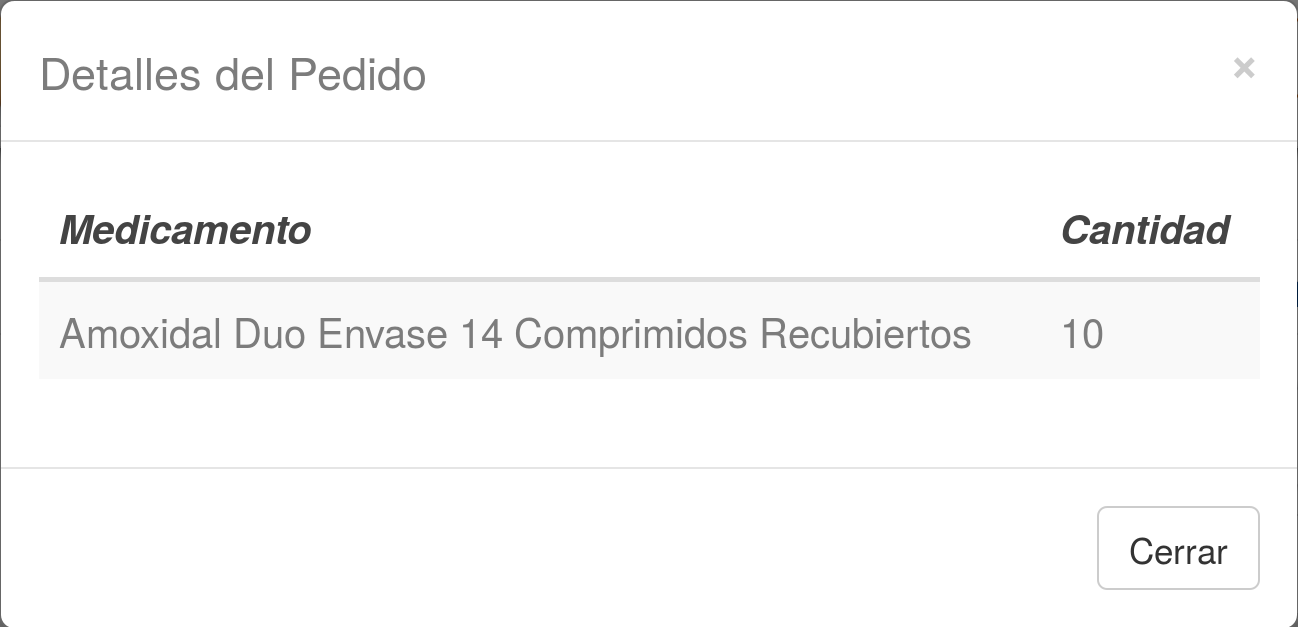 Detalles del Pedido ×
Medicamento Cantidad
Amoxidal Duo Envase 14 Comprimidos Recubiertos 10
Cerrar